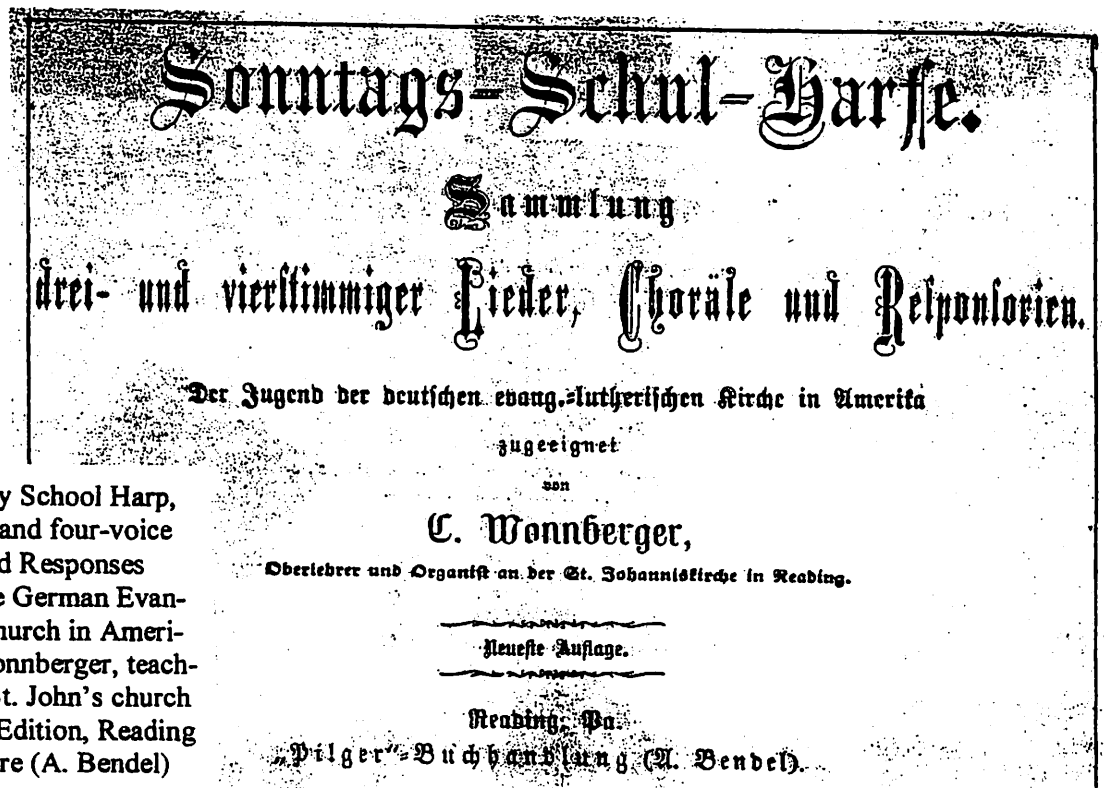 Sonntags-Schul-Harfe.
Sammlung
drei- und vierstimmiger Lieder, Choräle und Responsorien.
Der Jugend der deutschen evang.-lutherischen Kirche in Amerika
zugeeignet
von
C. Wonnberger,
Oberlehrer und Organist an der St. Johanniskirche in Reading.
Neueste Auflage.
Reading, Pa.
„Pilger"-Buchhandlung (A. Bendel).
y School Harp,
and four-voice
d Responses
e German Evan-
hurch in Ameri-
onnberger, teach-
t. John's church
Edition, Reading
re (A. Bendel)